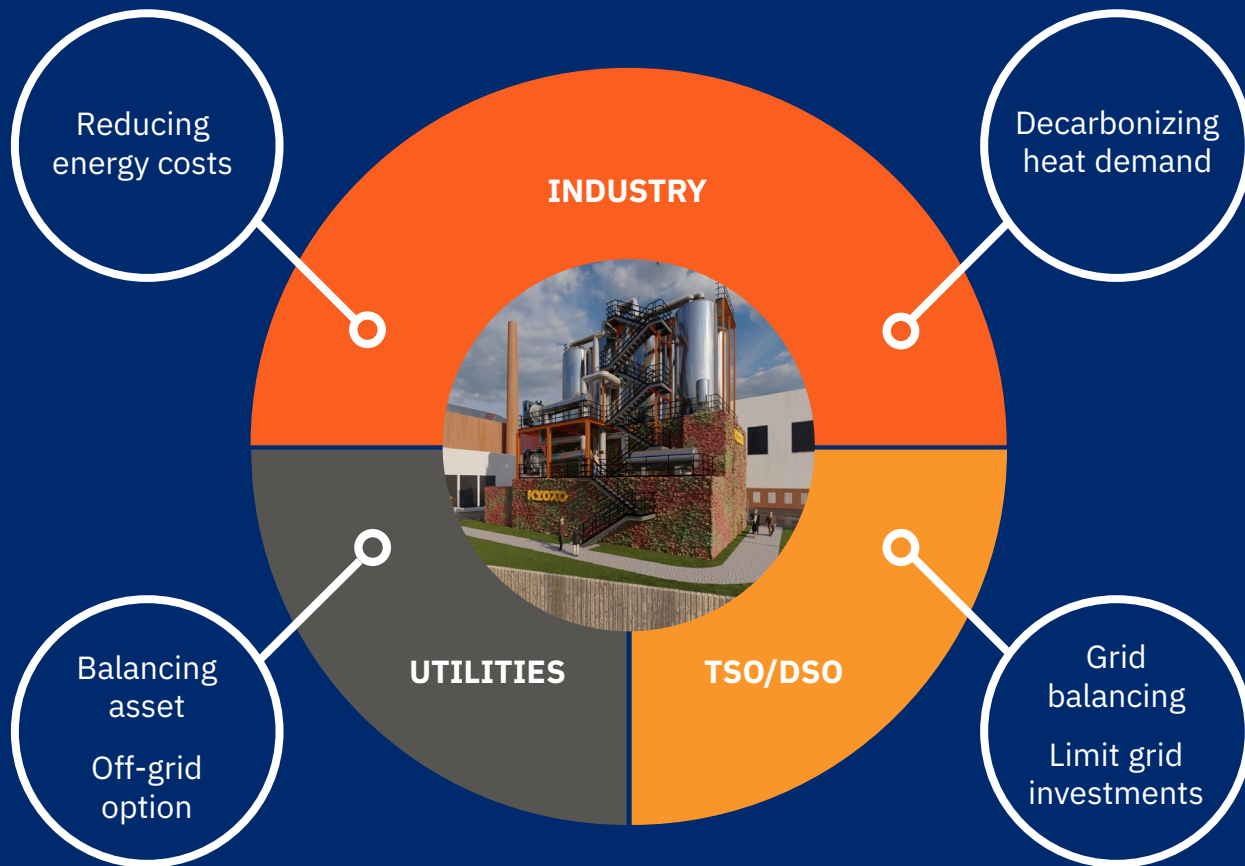 Reducing
energy costs
Decarbonizing
heat demand
INDUSTRY
KYOTO
UTILITIES
TSO/DSO
Balancing
asset
Off-grid
option
Grid
balancing
Limit grid
investments